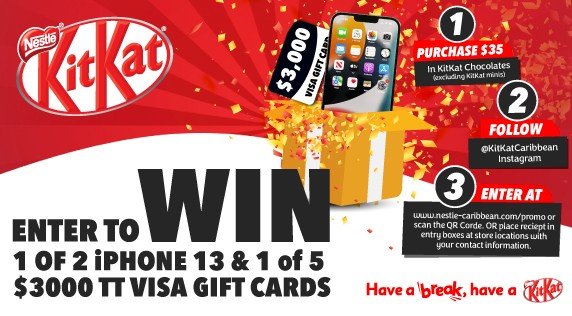 Nestlé
KitKat
$3,000
VISA GIFT CARD
1
PURCHASE $35
In KitKat Chocolates
(excluding KitKat minis)
2
FOLLOW
@KitKatCaribbean
Instagram
3 ENTER AT
www.nestle-caribbean.com/promo or
scan the QR Corde. OR place reciept in
entry boxes at store locations with
your contact information.
ENTER TO WIN
1 OF 2 iPHONE 13 & 1 of 5
$3000 TT VISA GIFT CARDS
Have a break, have a KitKat